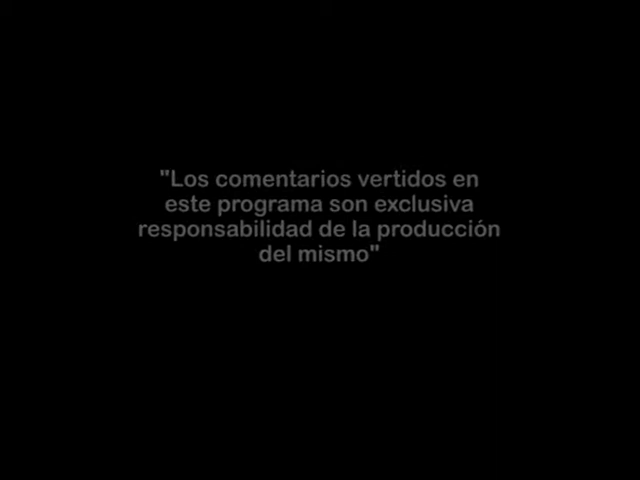 "Los comentarios vertidos en
este programa son exclusiva
responsabilidad de la producción
del mismo"